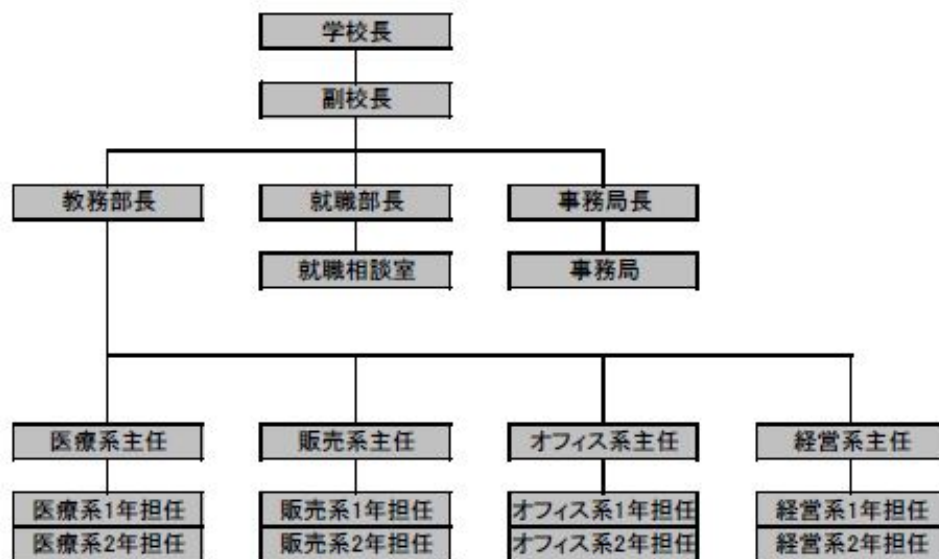 学校長
副校長
教務部長
就職部長
事務局長
就職相談室
事務局
医療系主任
販売系主任
オフィス系主任
経営系主任
医療系1年担任
販売系1年担任
オフィス系1年担任
経営系1年担任
医療系2年担任
販売系2年担任
オフィス系2年担任
経営系2年担任